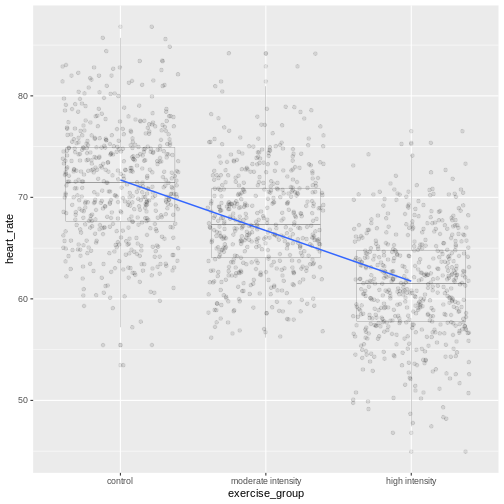 heart_rate
80
70
60
50
control
moderate intensity
high intensity
exercise_group